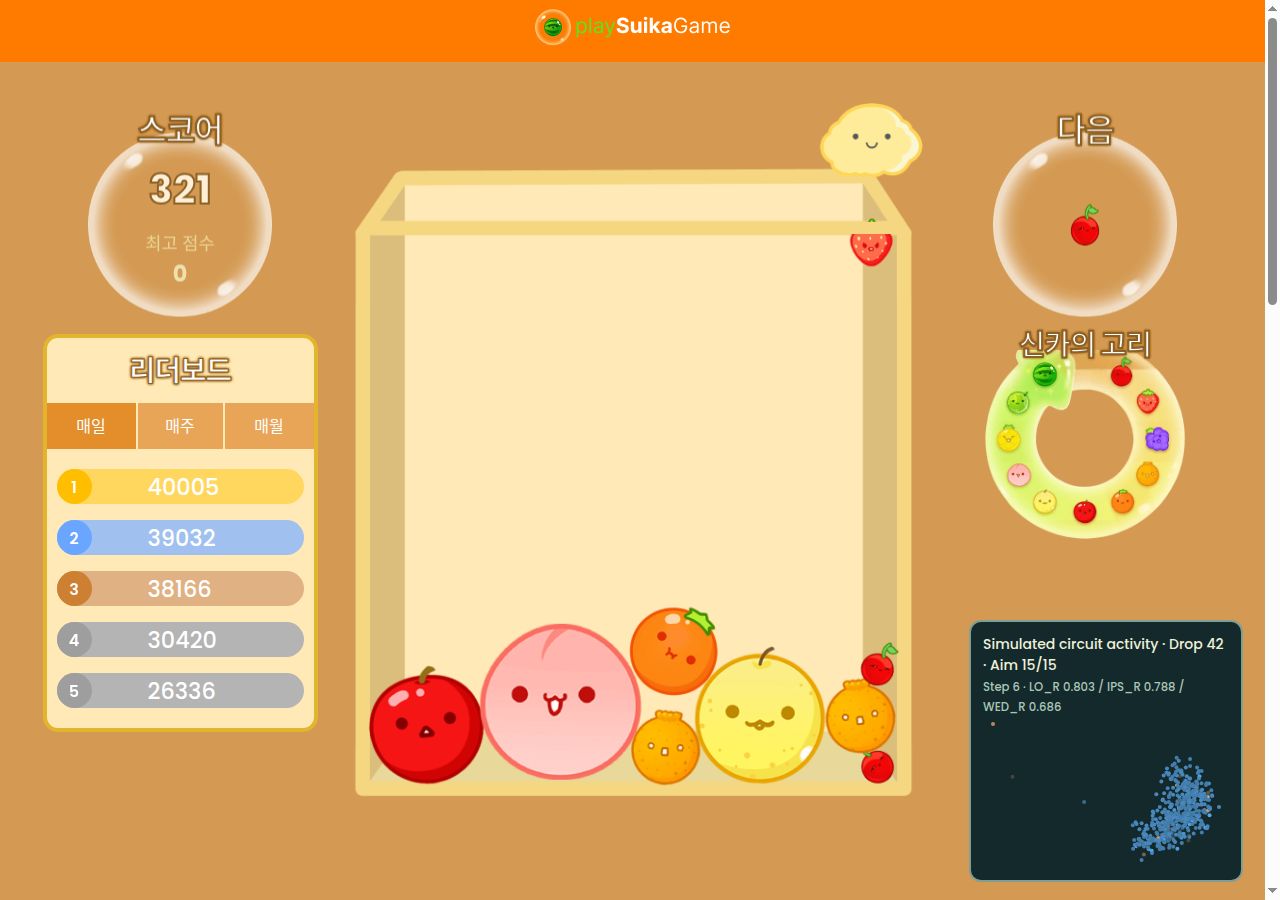 playSuikaGame
스코어
321
최고 점수
0
리더보드
매일 매주 매월
1 40005
2 39032
3 38166
4 30420
5 26336
다음
신카의 고리
Simulated circuit activity · Drop 42
· Aim 15/15
Step 6 · LO_R 0.803 / IPS_R 0.788 /
WED_R 0.686